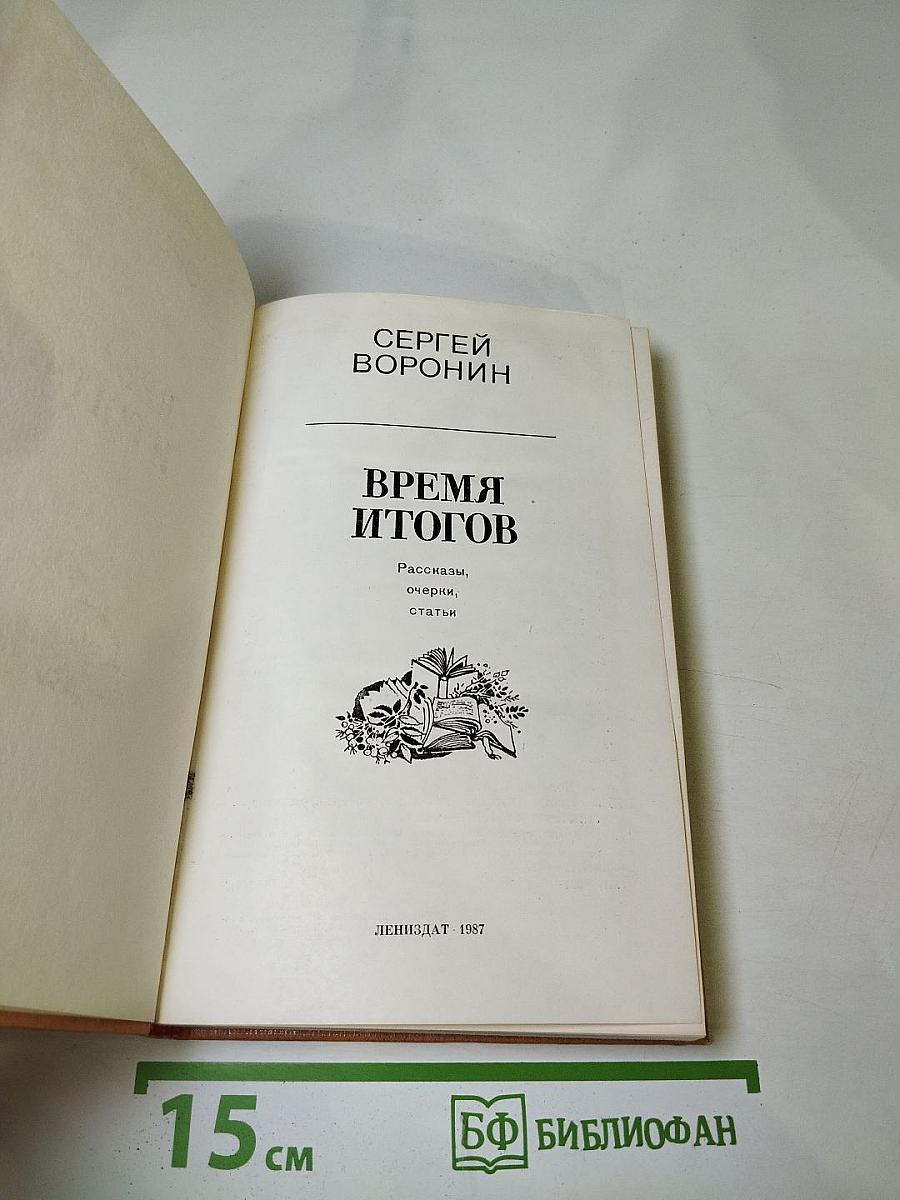 СЕРГЕЙ
ВОРОНИН
ВРЕМЯ
ИТОГОВ
Рассказы,
очерки,
статьи
ЛЕНИЗДАТ · 1987
15 см
БФ БИБЛИОФАН